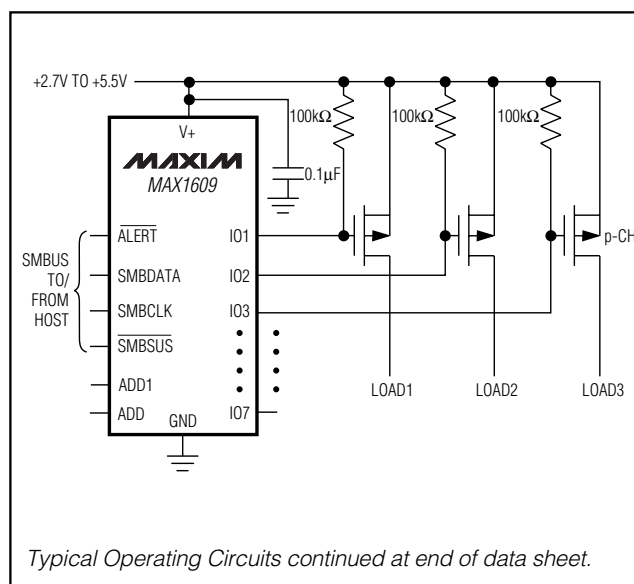 +2.7V TO +5.5V
V+
100kΩ
100kΩ
100kΩ
MAXIM
MAX1609
0.1µF
ALERT
IO1
p-CH
SMBUS
TO/
FROM
HOST
SMBDATA
IO2
SMBCLK
IO3
SMBSUS
ADD1
LOAD1
LOAD2
LOAD3
ADD
GND
IO7
Typical Operating Circuits continued at end of data sheet.